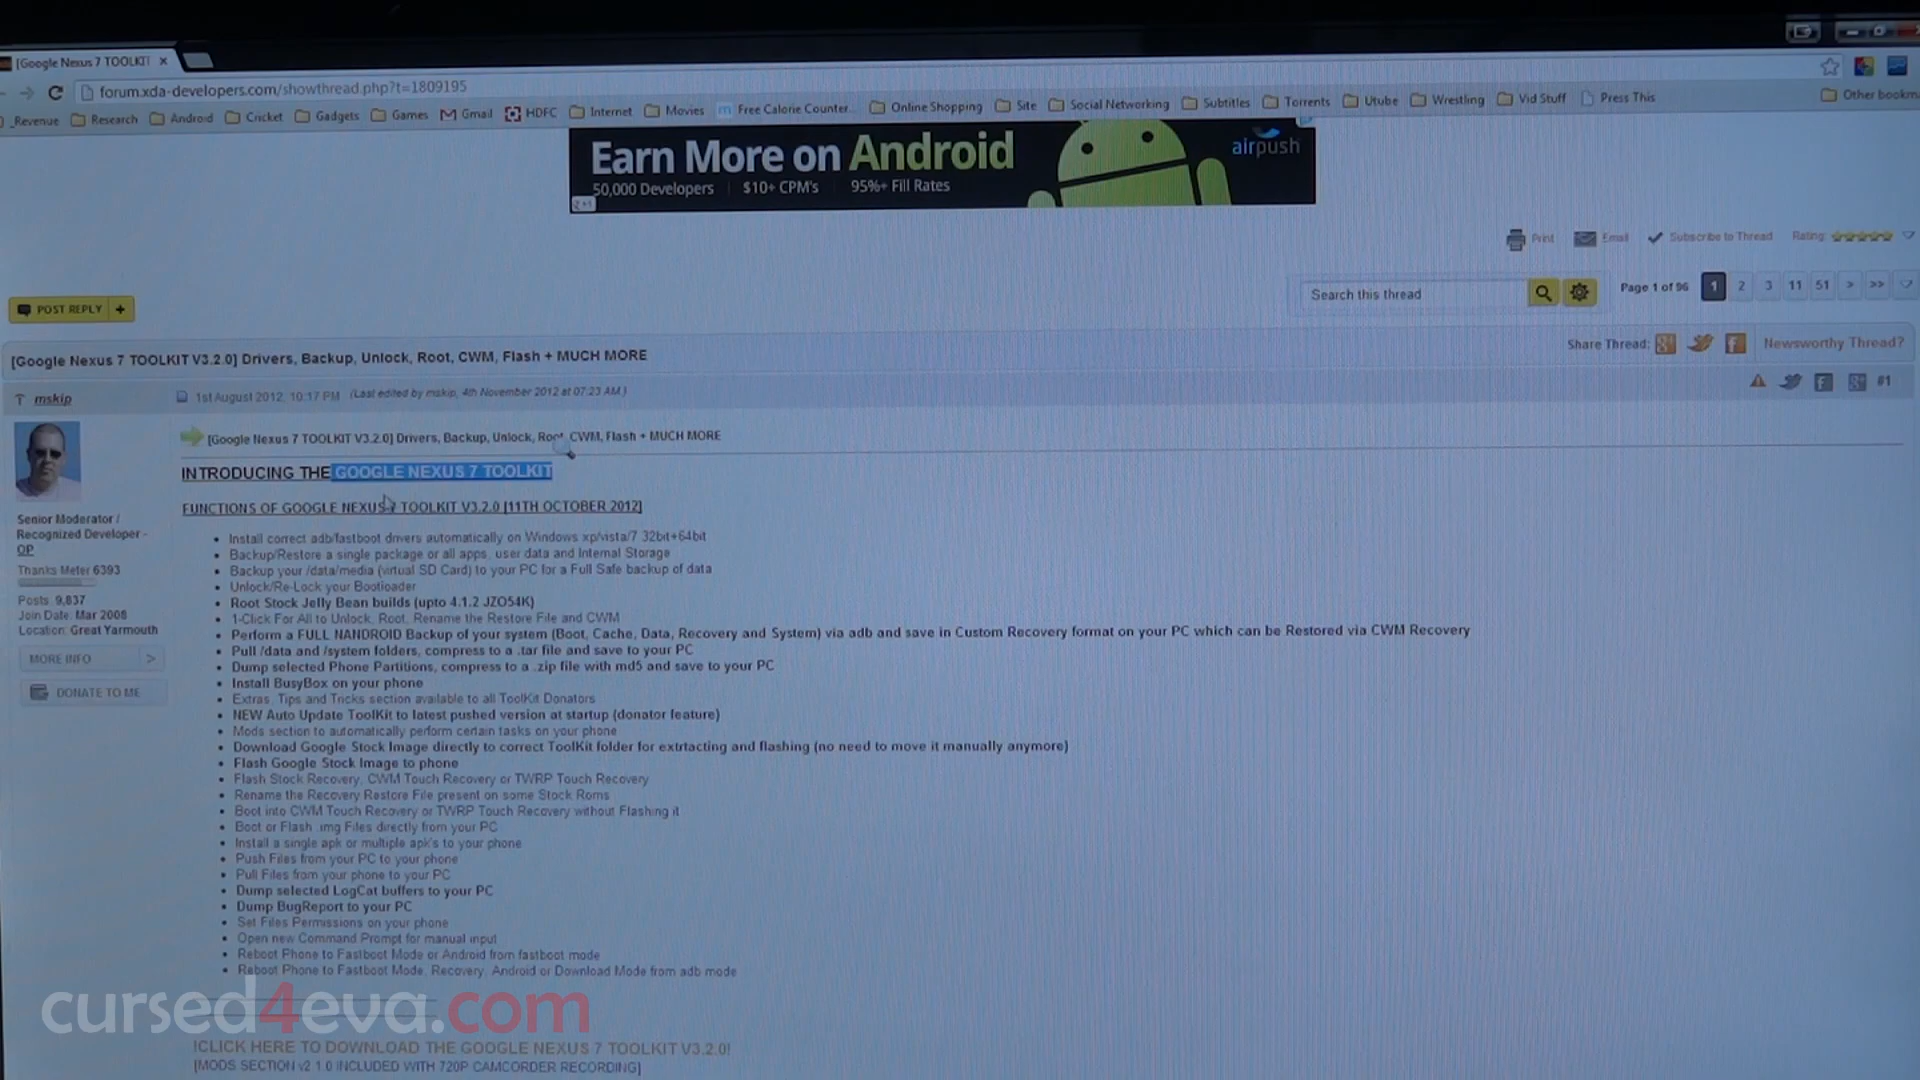 [Google Nexus 7 TOOLKIT
forum.xda-developers.com/showthread.php?t=1809195
_Revenue Research Android Cricket Gadgets Games Gmail HDFC Internet Movies Free Calorie Counter... Online Shopping Site Social Networking Subtitles Torrents Utube Wrestling Vid Stuff Press This Other bookm
Earn More on Android
airpush
50,000 Developers | $10+ CPM's | 95%+ Fill Rates
Print Email Subscribe to Thread Rating:
Search this thread Page 1 of 96 1 2 3 11 51 > >>
POST REPLY +
[Google Nexus 7 TOOLKIT V3.2.0] Drivers, Backup, Unlock, Root, CWM, Flash + MUCH MORE
Share Thread: Newsworthy Thread?
mskip
1st August 2012, 10:17 PM (Last edited by mskip; 4th November 2012 at 07:23 AM.)
#1
[Google Nexus 7 TOOLKIT V3.2.0] Drivers, Backup, Unlock, Root, CWM, Flash + MUCH MORE
INTRODUCING THE GOOGLE NEXUS 7 TOOLKIT
FUNCTIONS OF GOOGLE NEXUS 7 TOOLKIT V3.2.0 [11TH OCTOBER 2012]
Senior Moderator /
Recognized Developer -
OP
Thanks Meter 6393
Posts: 9,837
Join Date: Mar 2008
Location: Great Yarmouth
MORE INFO >
DONATE TO ME
• Install correct adb/fastboot drivers automatically on Windows xp/vista/7 32bit+64bit
• Backup/Restore a single package or all apps, user data and Internal Storage
• Backup your /data/media (virtual SD Card) to your PC for a Full Safe backup of data
• Unlock/Re-Lock your Bootloader
• Root Stock Jelly Bean builds (upto 4.1.2 JZO54K)
• 1-Click For All to Unlock, Root, Rename the Restore File and CWM
• Perform a FULL NANDROID Backup of your system (Boot, Cache, Data, Recovery and System) via adb and save in Custom Recovery format on your PC which can be Restored via CWM Recovery
• Pull /data and /system folders, compress to a .tar file and save to your PC
• Dump selected Phone Partitions, compress to a .zip file with md5 and save to your PC
• Install BusyBox on your phone
• Extras, Tips and Tricks section available to all ToolKit Donators
• NEW Auto Update ToolKit to latest pushed version at startup (donator feature)
• Mods section to automatically perform certain tasks on your phone
• Download Google Stock Image directly to correct ToolKit folder for extrtacting and flashing (no need to move it manually anymore)
• Flash Google Stock Image to phone
• Flash Stock Recovery, CWM Touch Recovery or TWRP Touch Recovery
• Rename the Recovery Restore File present on some Stock Roms
• Boot into CWM Touch Recovery or TWRP Touch Recovery without Flashing it
• Boot or Flash .img Files directly from your PC
• Install a single apk or multiple apk's to your phone
• Push Files from your PC to your phone
• Pull Files from your phone to your PC
• Dump selected LogCat buffers to your PC
• Dump BugReport to your PC
• Set Files Permissions on your phone
• Open new Command Prompt for manual input
• Reboot Phone to Fastboot Mode or Android from fastboot mode
• Reboot Phone to Fastboot Mode, Recovery, Android or Download Mode from adb mode
cursed4eva.com
!CLICK HERE TO DOWNLOAD THE GOOGLE NEXUS 7 TOOLKIT V3.2.0!
[MODS SECTION v2.1.0 INCLUDED WITH 720P CAMCORDER RECORDING]